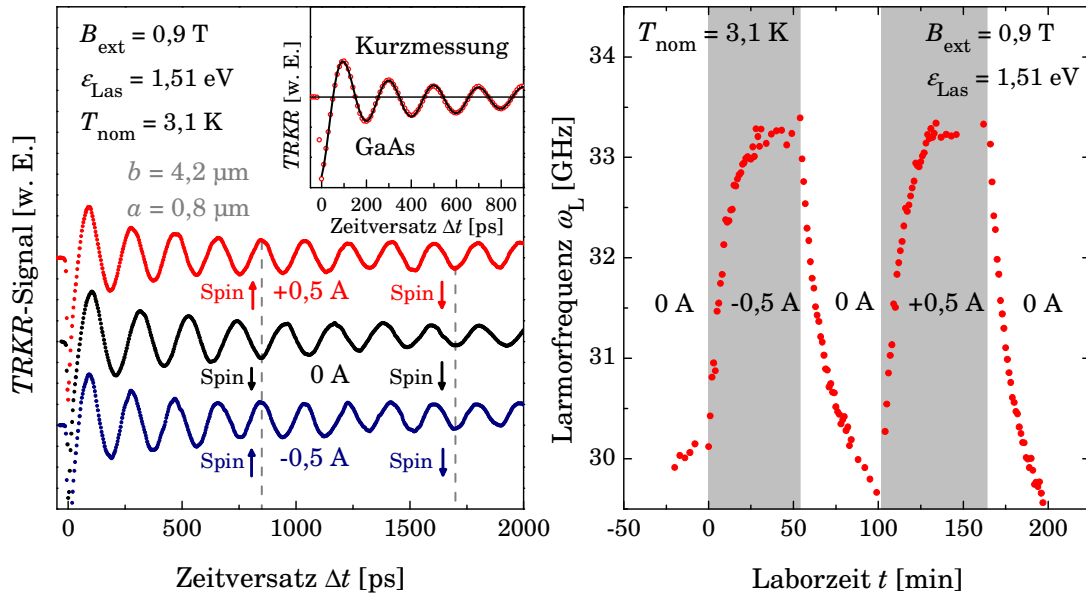 B_ext = 0,9 T
ε_Las = 1,51 eV
T_nom = 3,1 K
b = 4,2 µm
a = 0,8 µm
TRKR [w. E.]
Kurzmessung
GaAs
0 200 400 600 800
Zeitversatz Δt [ps]
TRKR-Signal [w. E.]
Spin +0,5 A Spin
Spin 0 A Spin
Spin -0,5 A Spin
0 500 1000 1500 2000
Zeitversatz Δt [ps]
T_nom = 3,1 K
B_ext = 0,9 T
ε_Las = 1,51 eV
Larmorfrequenz ω_L [GHz]
34
33
32
31
30
0 A -0,5 A 0 A +0,5 A 0 A
-50 0 50 100 150 200
Laborzeit t [min]